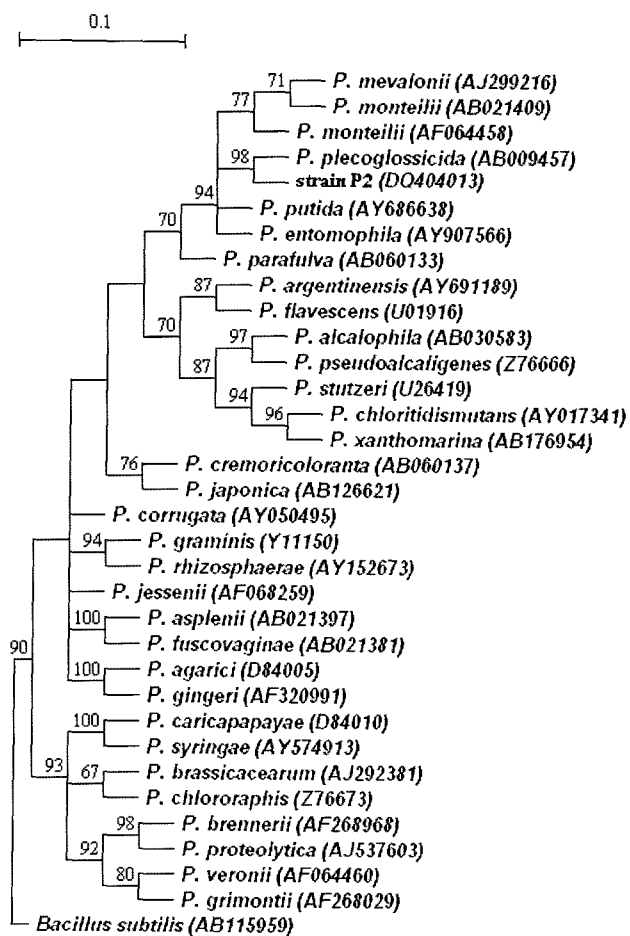 0.1
71
P. mevalonii (AJ299216)
77
P. monteilii (AB021409)
P. monteilii (AF064458)
98
P. plecoglossicida (AB009457)
strain P2 (DQ404013)
94
P. putida (AY686638)
70
P. entomophila (AY907566)
P. parafulva (AB060133)
87
P. argentinensis (AY691189)
P. flavescens (U01916)
70
97
P. alcalophila (AB030583)
P. pseudoalcaligenes (Z76666)
87
P. stutzeri (U26419)
94
96
P. chloritidismutans (AY017341)
P. xanthomarina (AB176954)
76
P. cremoricoloranta (AB060137)
P. japonica (AB126621)
P. corrugata (AY050495)
94
P. graminis (Y11150)
P. rhizosphaerae (AY152673)
P. jessenii (AF068259)
100
P. asplenii (AB021397)
P. fuscovaginae (AB021381)
90
100
P. agarici (D84005)
P. gingeri (AF320991)
100
P. caricapapayae (D84010)
P. syringae (AY574913)
93
67
P. brassicacearum (AJ292381)
P. chlororaphis (Z76673)
98
P. brennerii (AF268968)
92
P. proteolytica (AJ537603)
80
P. veronii (AF064460)
P. grimontii (AF268029)
Bacillus subtilis (AB115959)